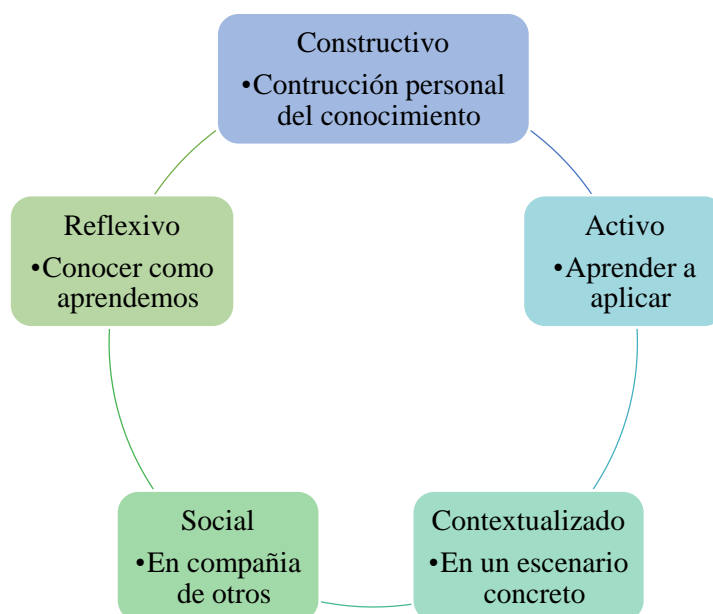 Constructivo
•Contrucción personal
del conocimiento
Activo
•Aprender a
aplicar
Contextualizado
•En un escenario
concreto
Social
•En compañia
de otros
Reflexivo
•Conocer como
aprendemos